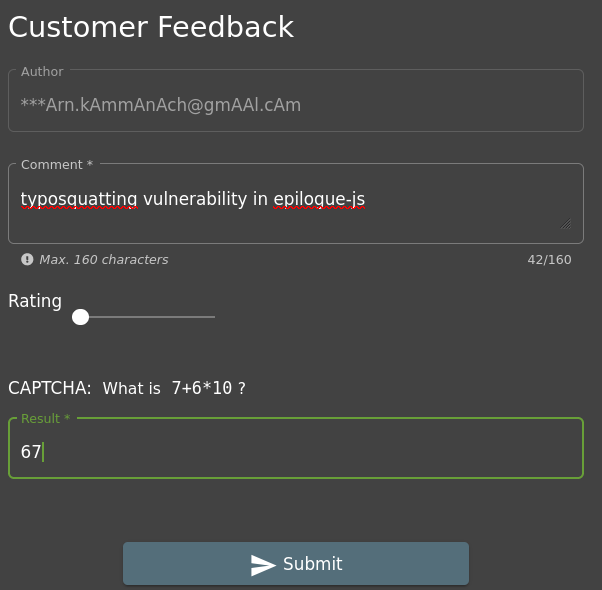 Customer Feedback
Author
***Arn.kAmmAnAch@gmAAl.cAm
Comment *
typosquatting vulnerability in epilogue-js
Max. 160 characters 42/160
Rating
CAPTCHA: What is 7+6*10 ?
Result *
67
Submit